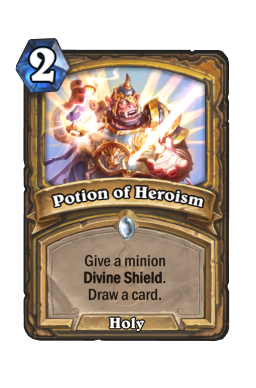 2
Potion of Heroism
Give a minion
Divine Shield.
Draw a card.
Holy